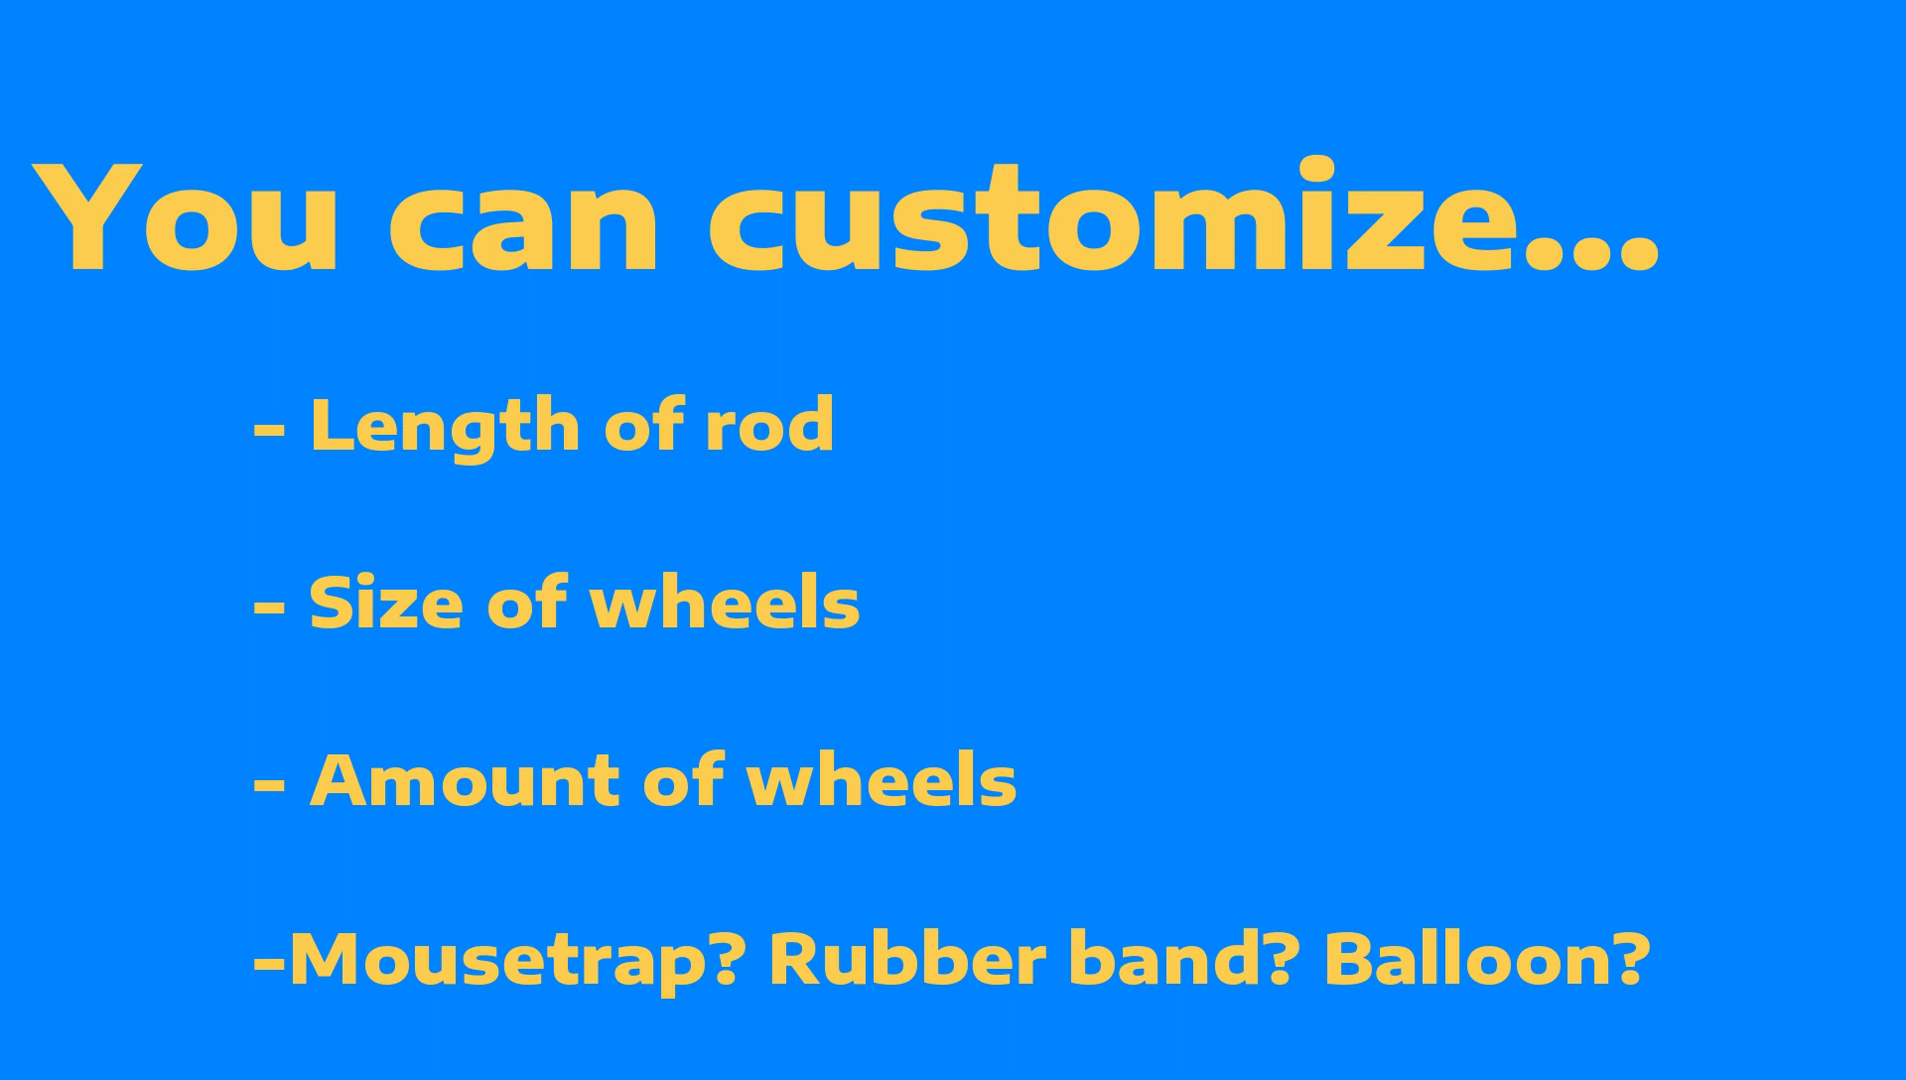 You can customize...
- Length of rod
- Size of wheels
- Amount of wheels
-Mousetrap? Rubber band? Balloon?